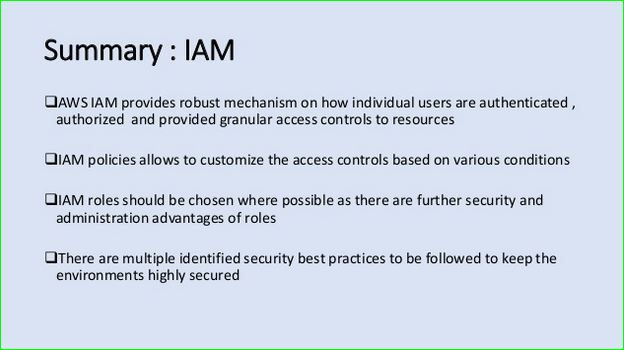 Summary : IAM
❑AWS IAM provides robust mechanism on how individual users are authenticated ,
authorized  and provided granular access controls to resources
❑IAM policies allows to customize the access controls based on various conditions
❑IAM roles should be chosen where possible as there are further security and
administration advantages of roles
❑There are multiple identified security best practices to be followed to keep the
environments highly secured